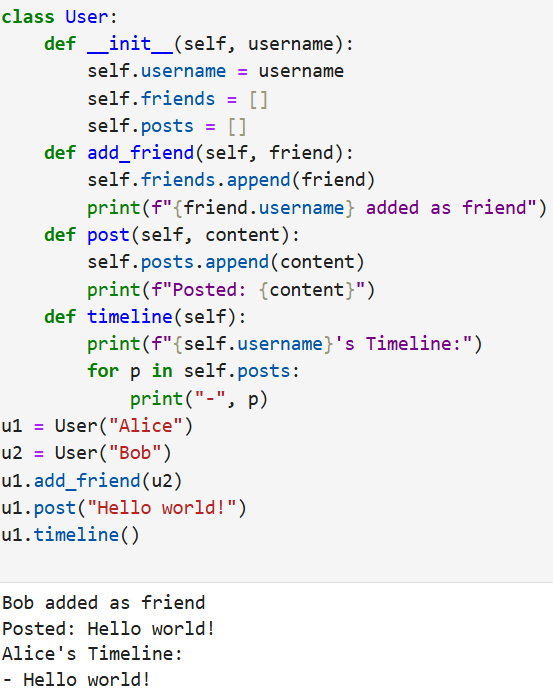 class User:
    def __init__(self, username):
        self.username = username
        self.friends = []
        self.posts = []
    def add_friend(self, friend):
        self.friends.append(friend)
        print(f"{friend.username} added as friend")
    def post(self, content):
        self.posts.append(content)
        print(f"Posted: {content}")
    def timeline(self):
        print(f"{self.username}'s Timeline:")
        for p in self.posts:
            print("-", p)
u1 = User("Alice")
u2 = User("Bob")
u1.add_friend(u2)
u1.post("Hello world!")
u1.timeline()
Bob added as friend
Posted: Hello world!
Alice's Timeline:
- Hello world!